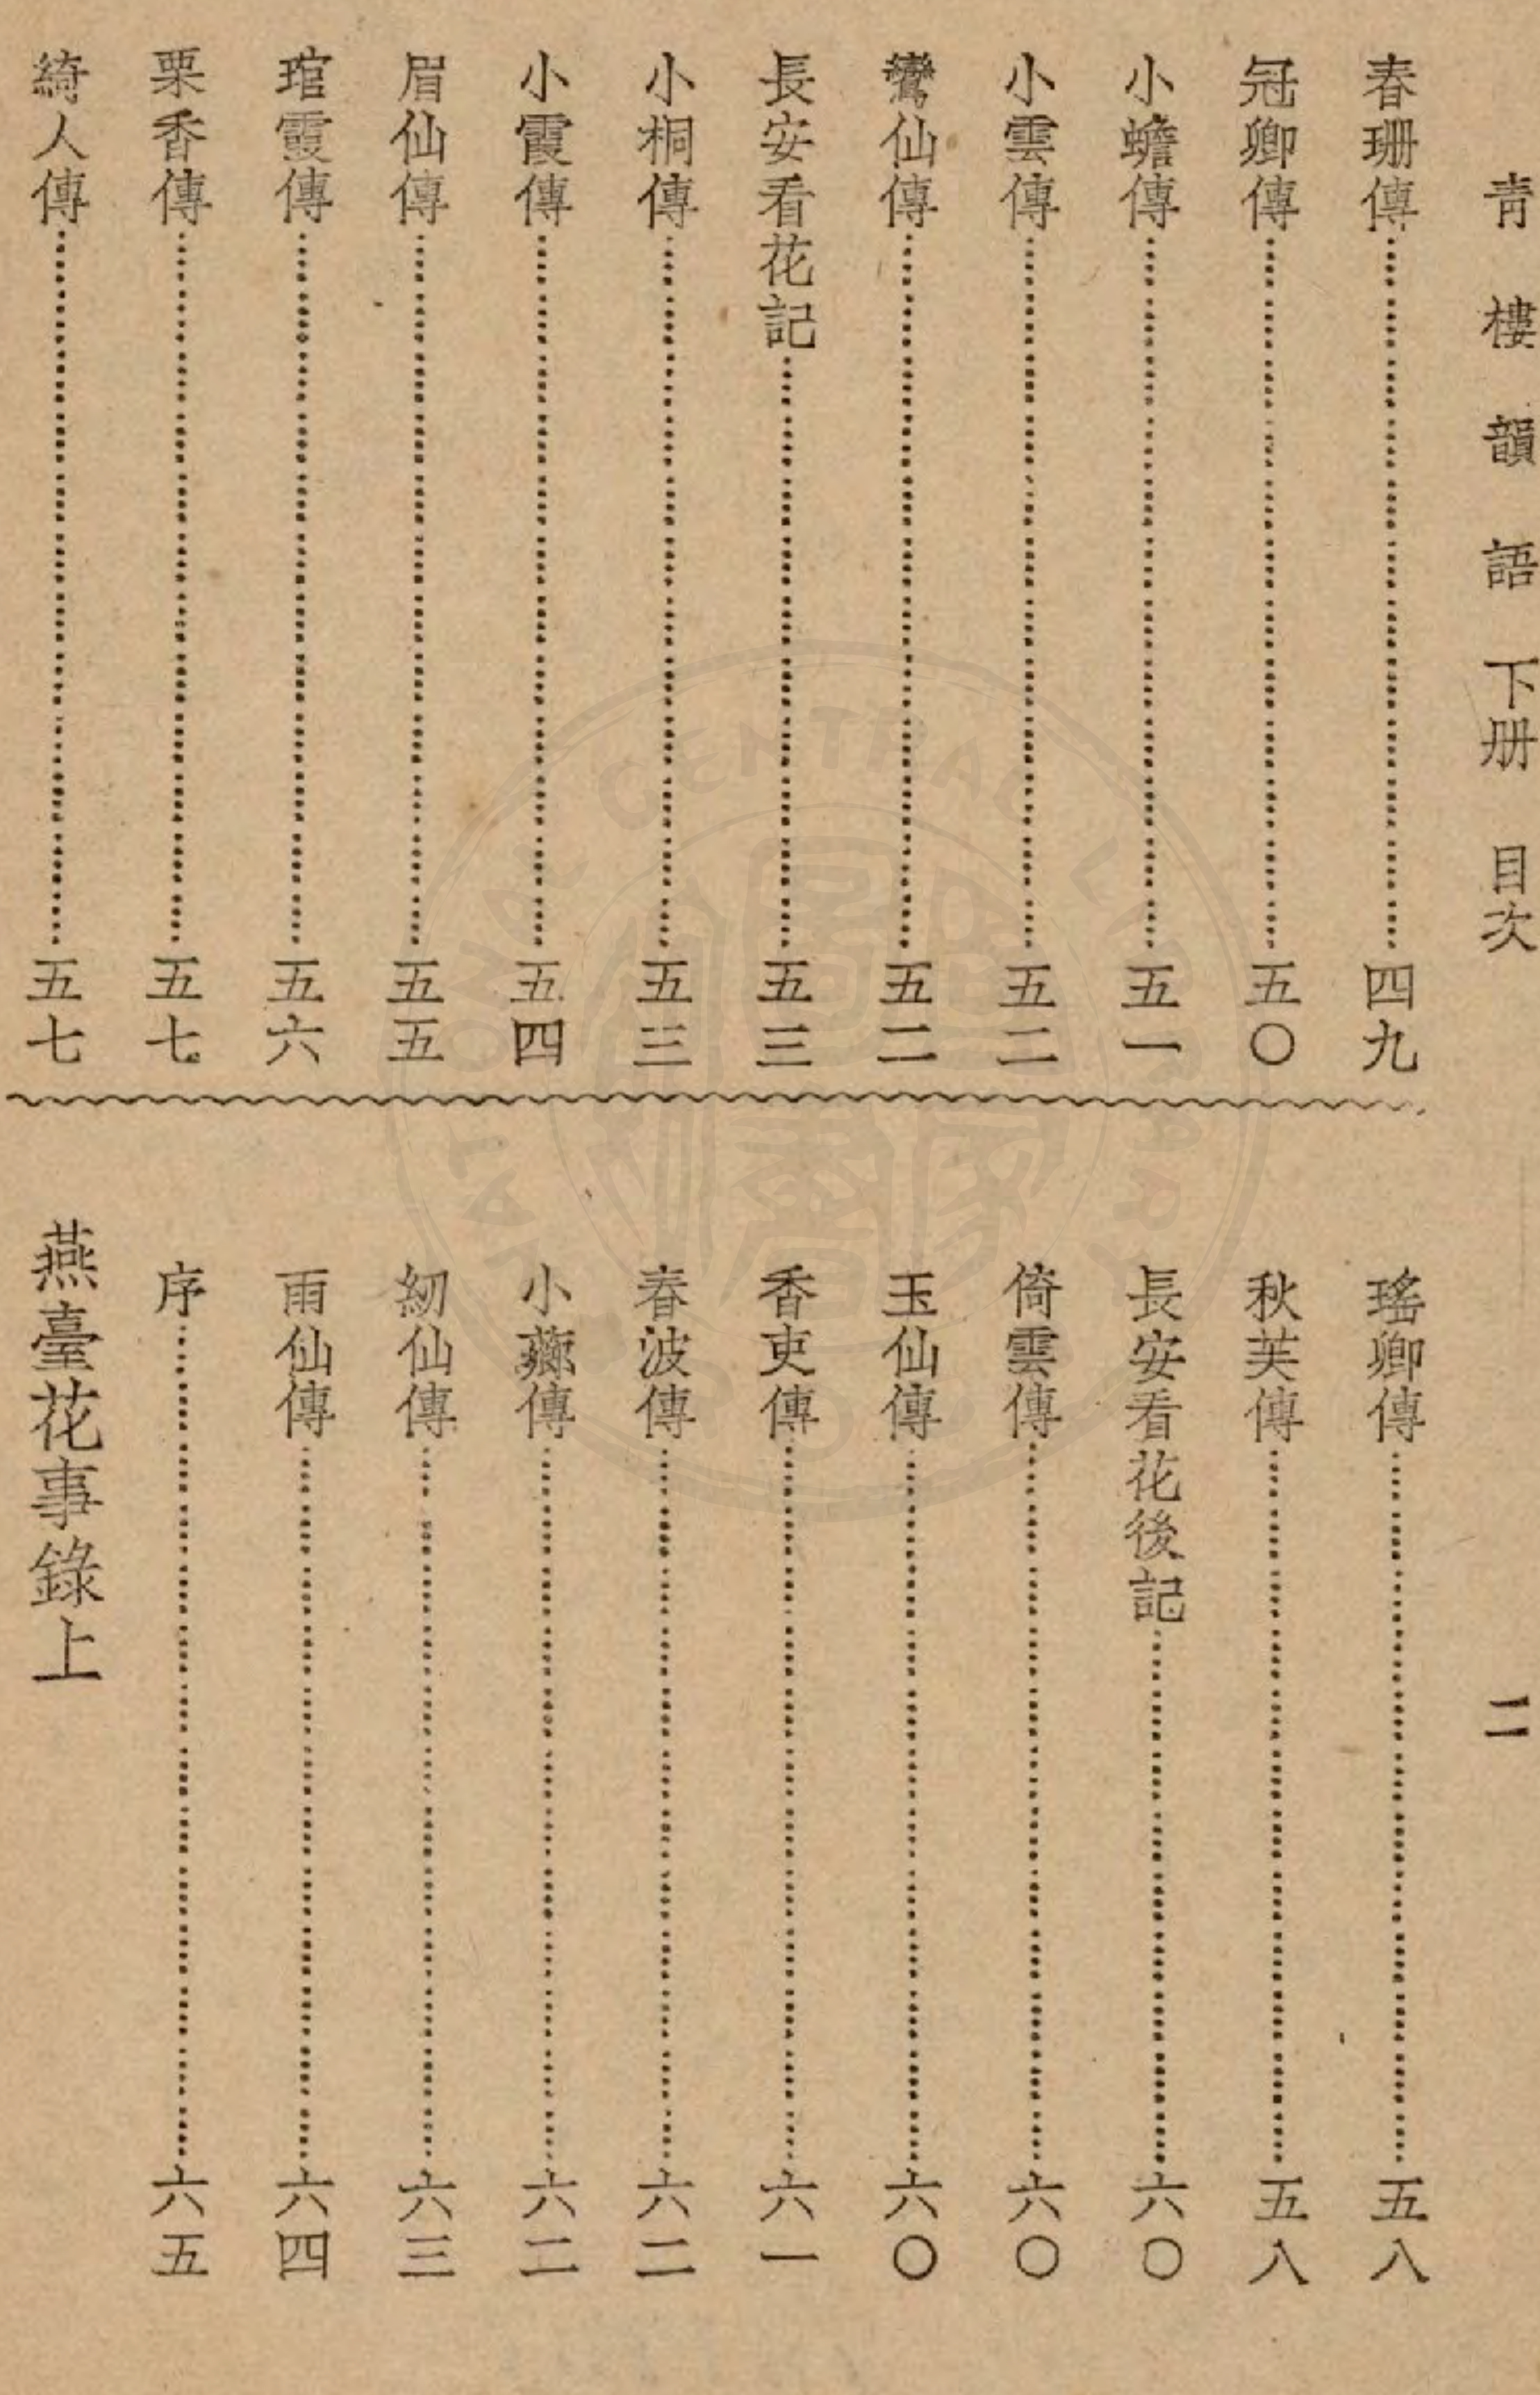 青樓韻語下册 目次 二
春珊傳……四九
冠卿傳……五〇
小蟾傳……五一
小雲傳……五二
鸞仙傳……五二
長安看花記……五三
小桐傳……五三
小霞傳……五四
眉仙傳……五五
琯霞傳……五六
栗香傳……五七
綺人傳……五七
瑤卿傳……五八
秋芙傳……五八
長安看花後記……六〇
倚雲傳……六〇
玉仙傳……六〇
香吏傳……六一
春波傳……六二
小蘅傳……六二
紉仙傳……六三
雨仙傳……六四
序……六五
燕臺花事錄上